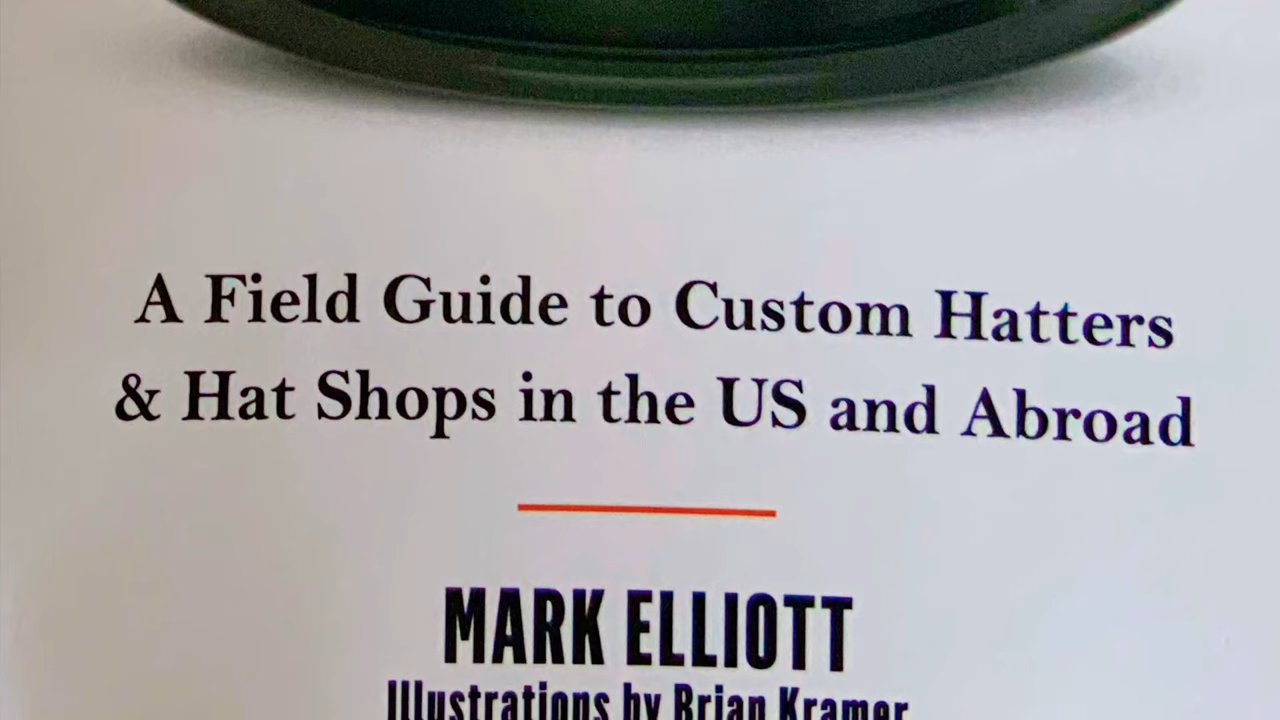 A Field Guide to Custom Hatters
& Hat Shops in the US and Abroad
MARK ELLIOTT
Illustrations by Brian Kramer